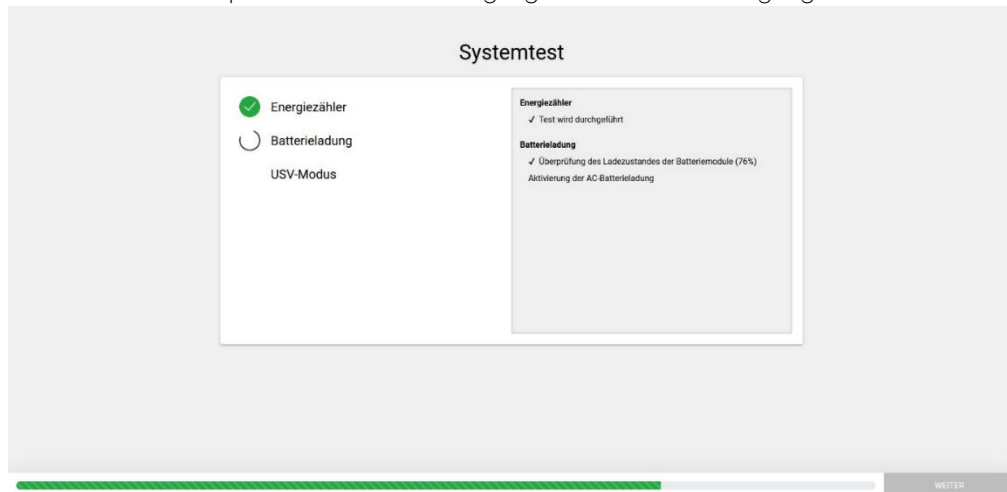 Systemtest
Energiezähler
Batterieladung
USV-Modus
Energiezähler
✓ Test wird durchgeführt
Batterieladung
✓ Überprüfung des Ladezustandes der Batteriemodule (76%)
Aktivierung der AC-Batterieladung
WEITER